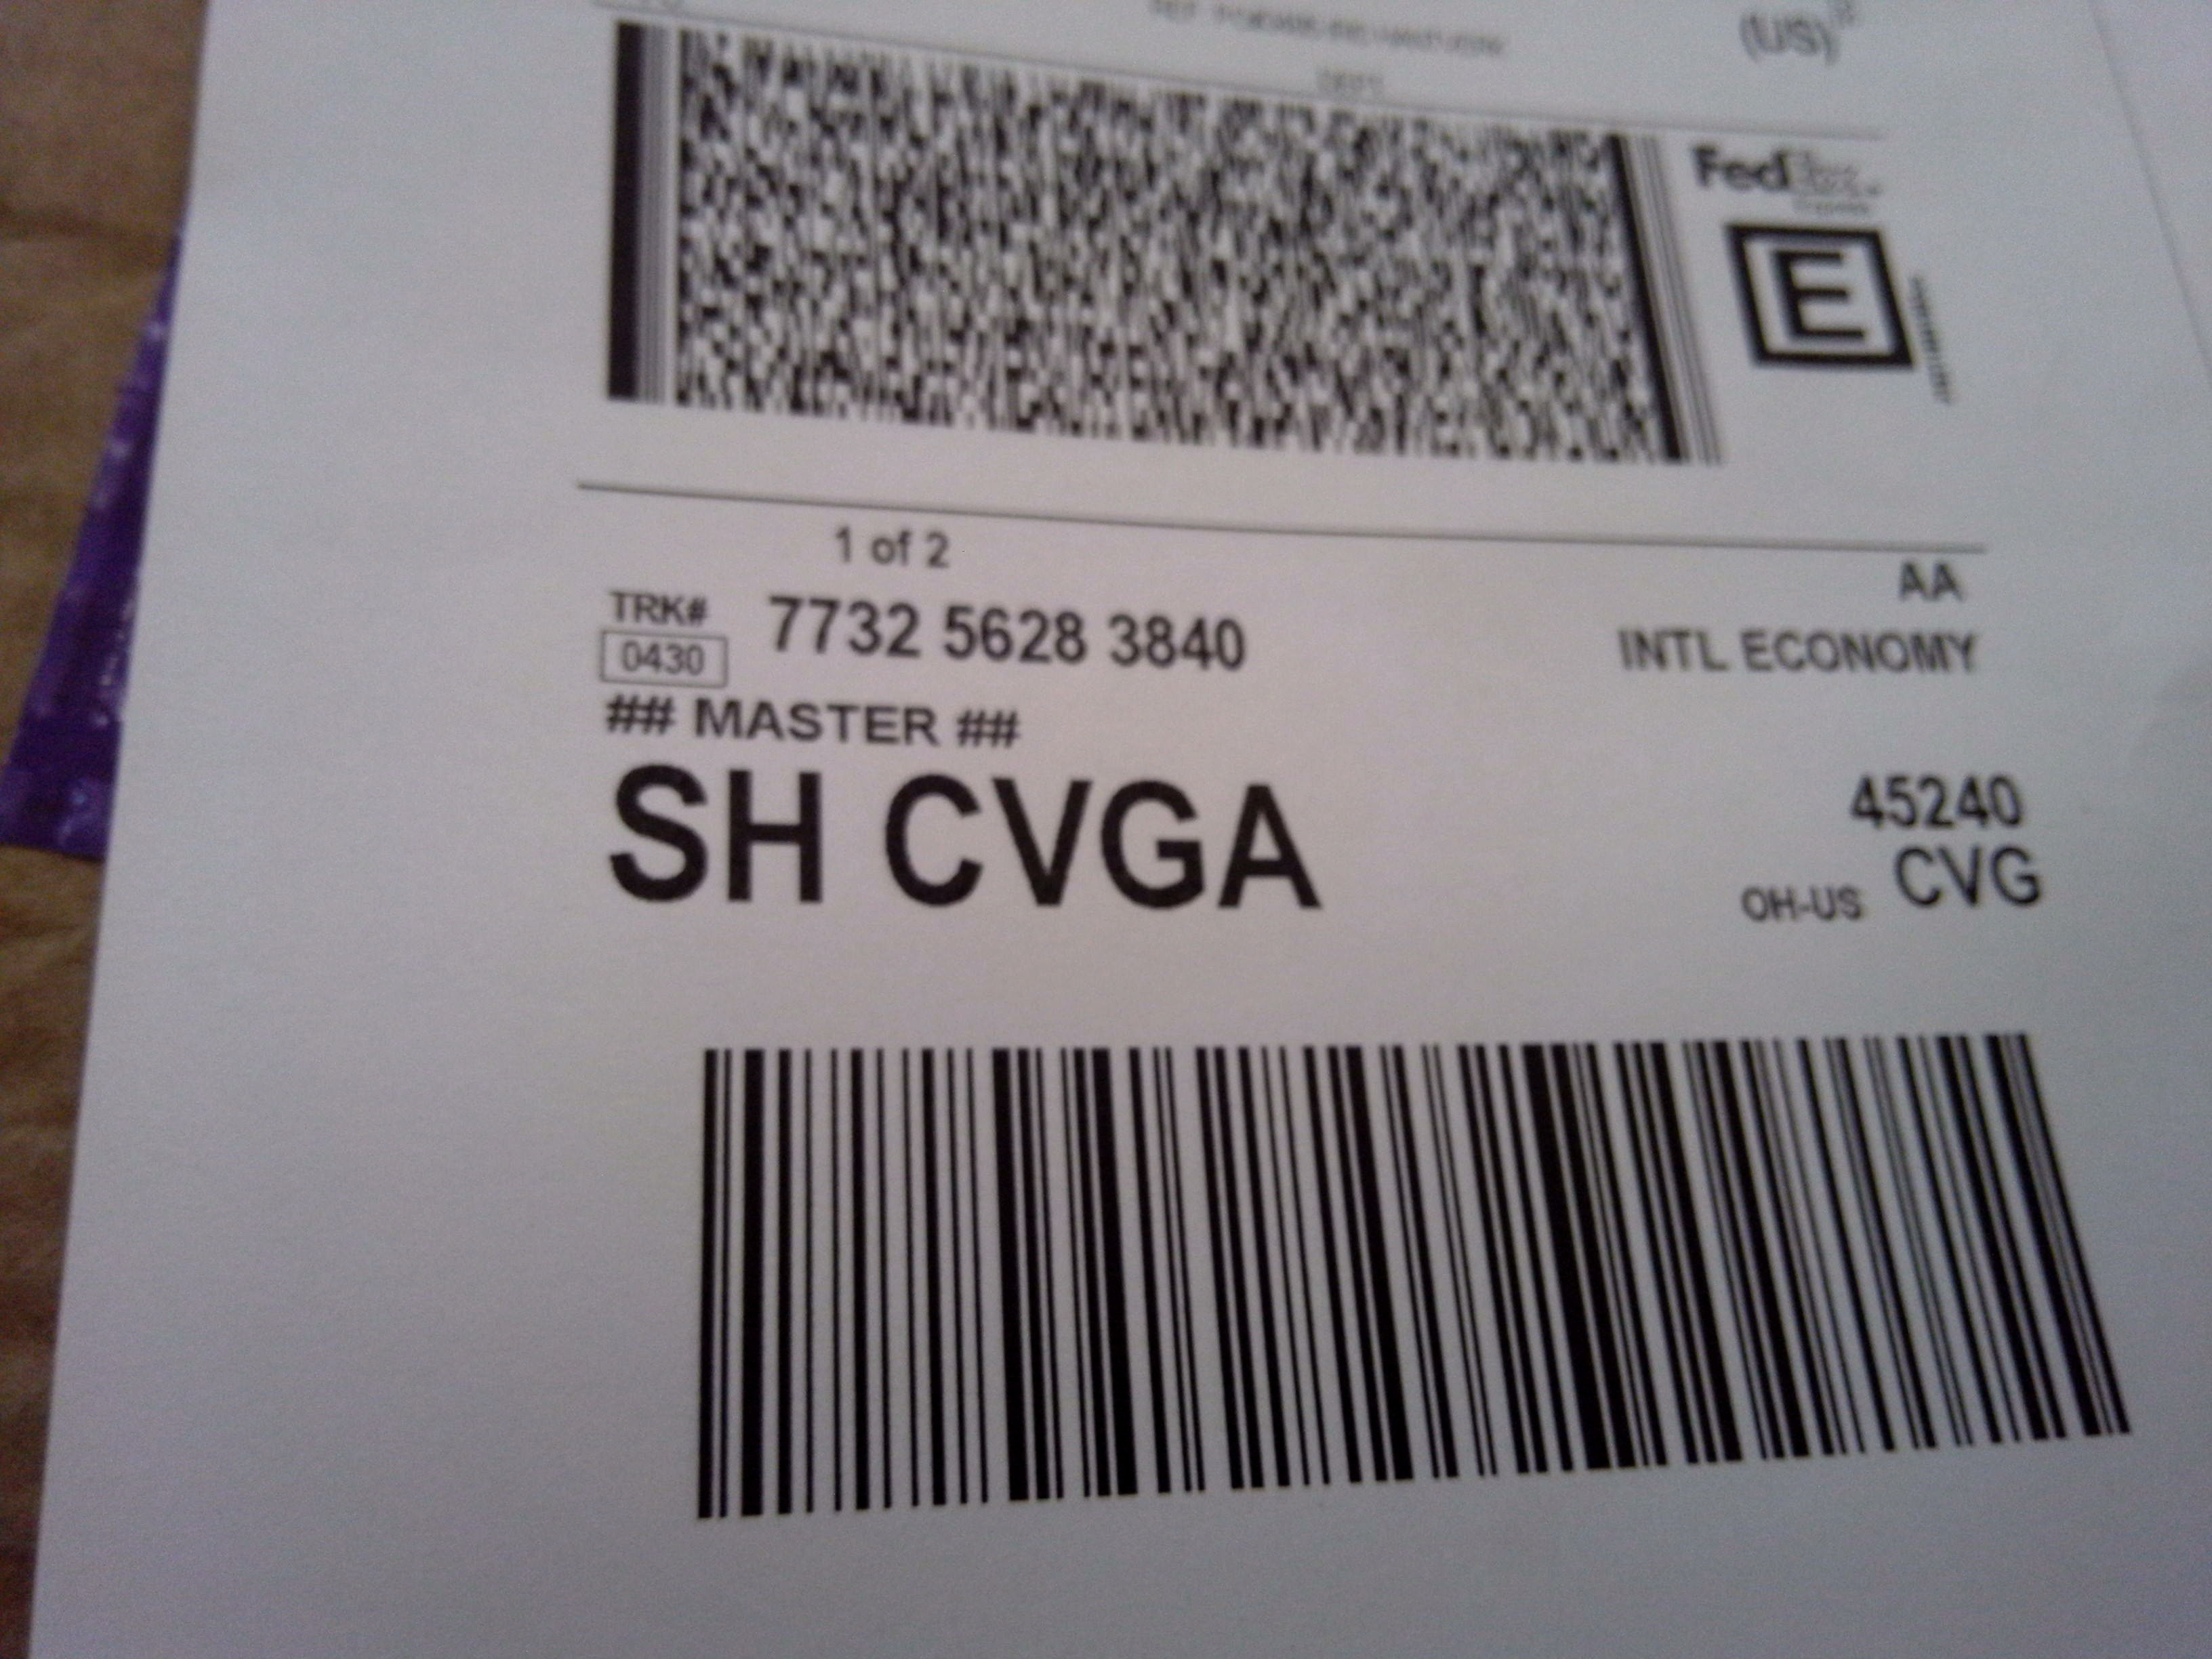 (US)
FedEx
E
1 of 2
TRK# 7732 5628 3840
0430
AA
INTL ECONOMY
## MASTER ##
SH CVGA
45240
OH-US CVG